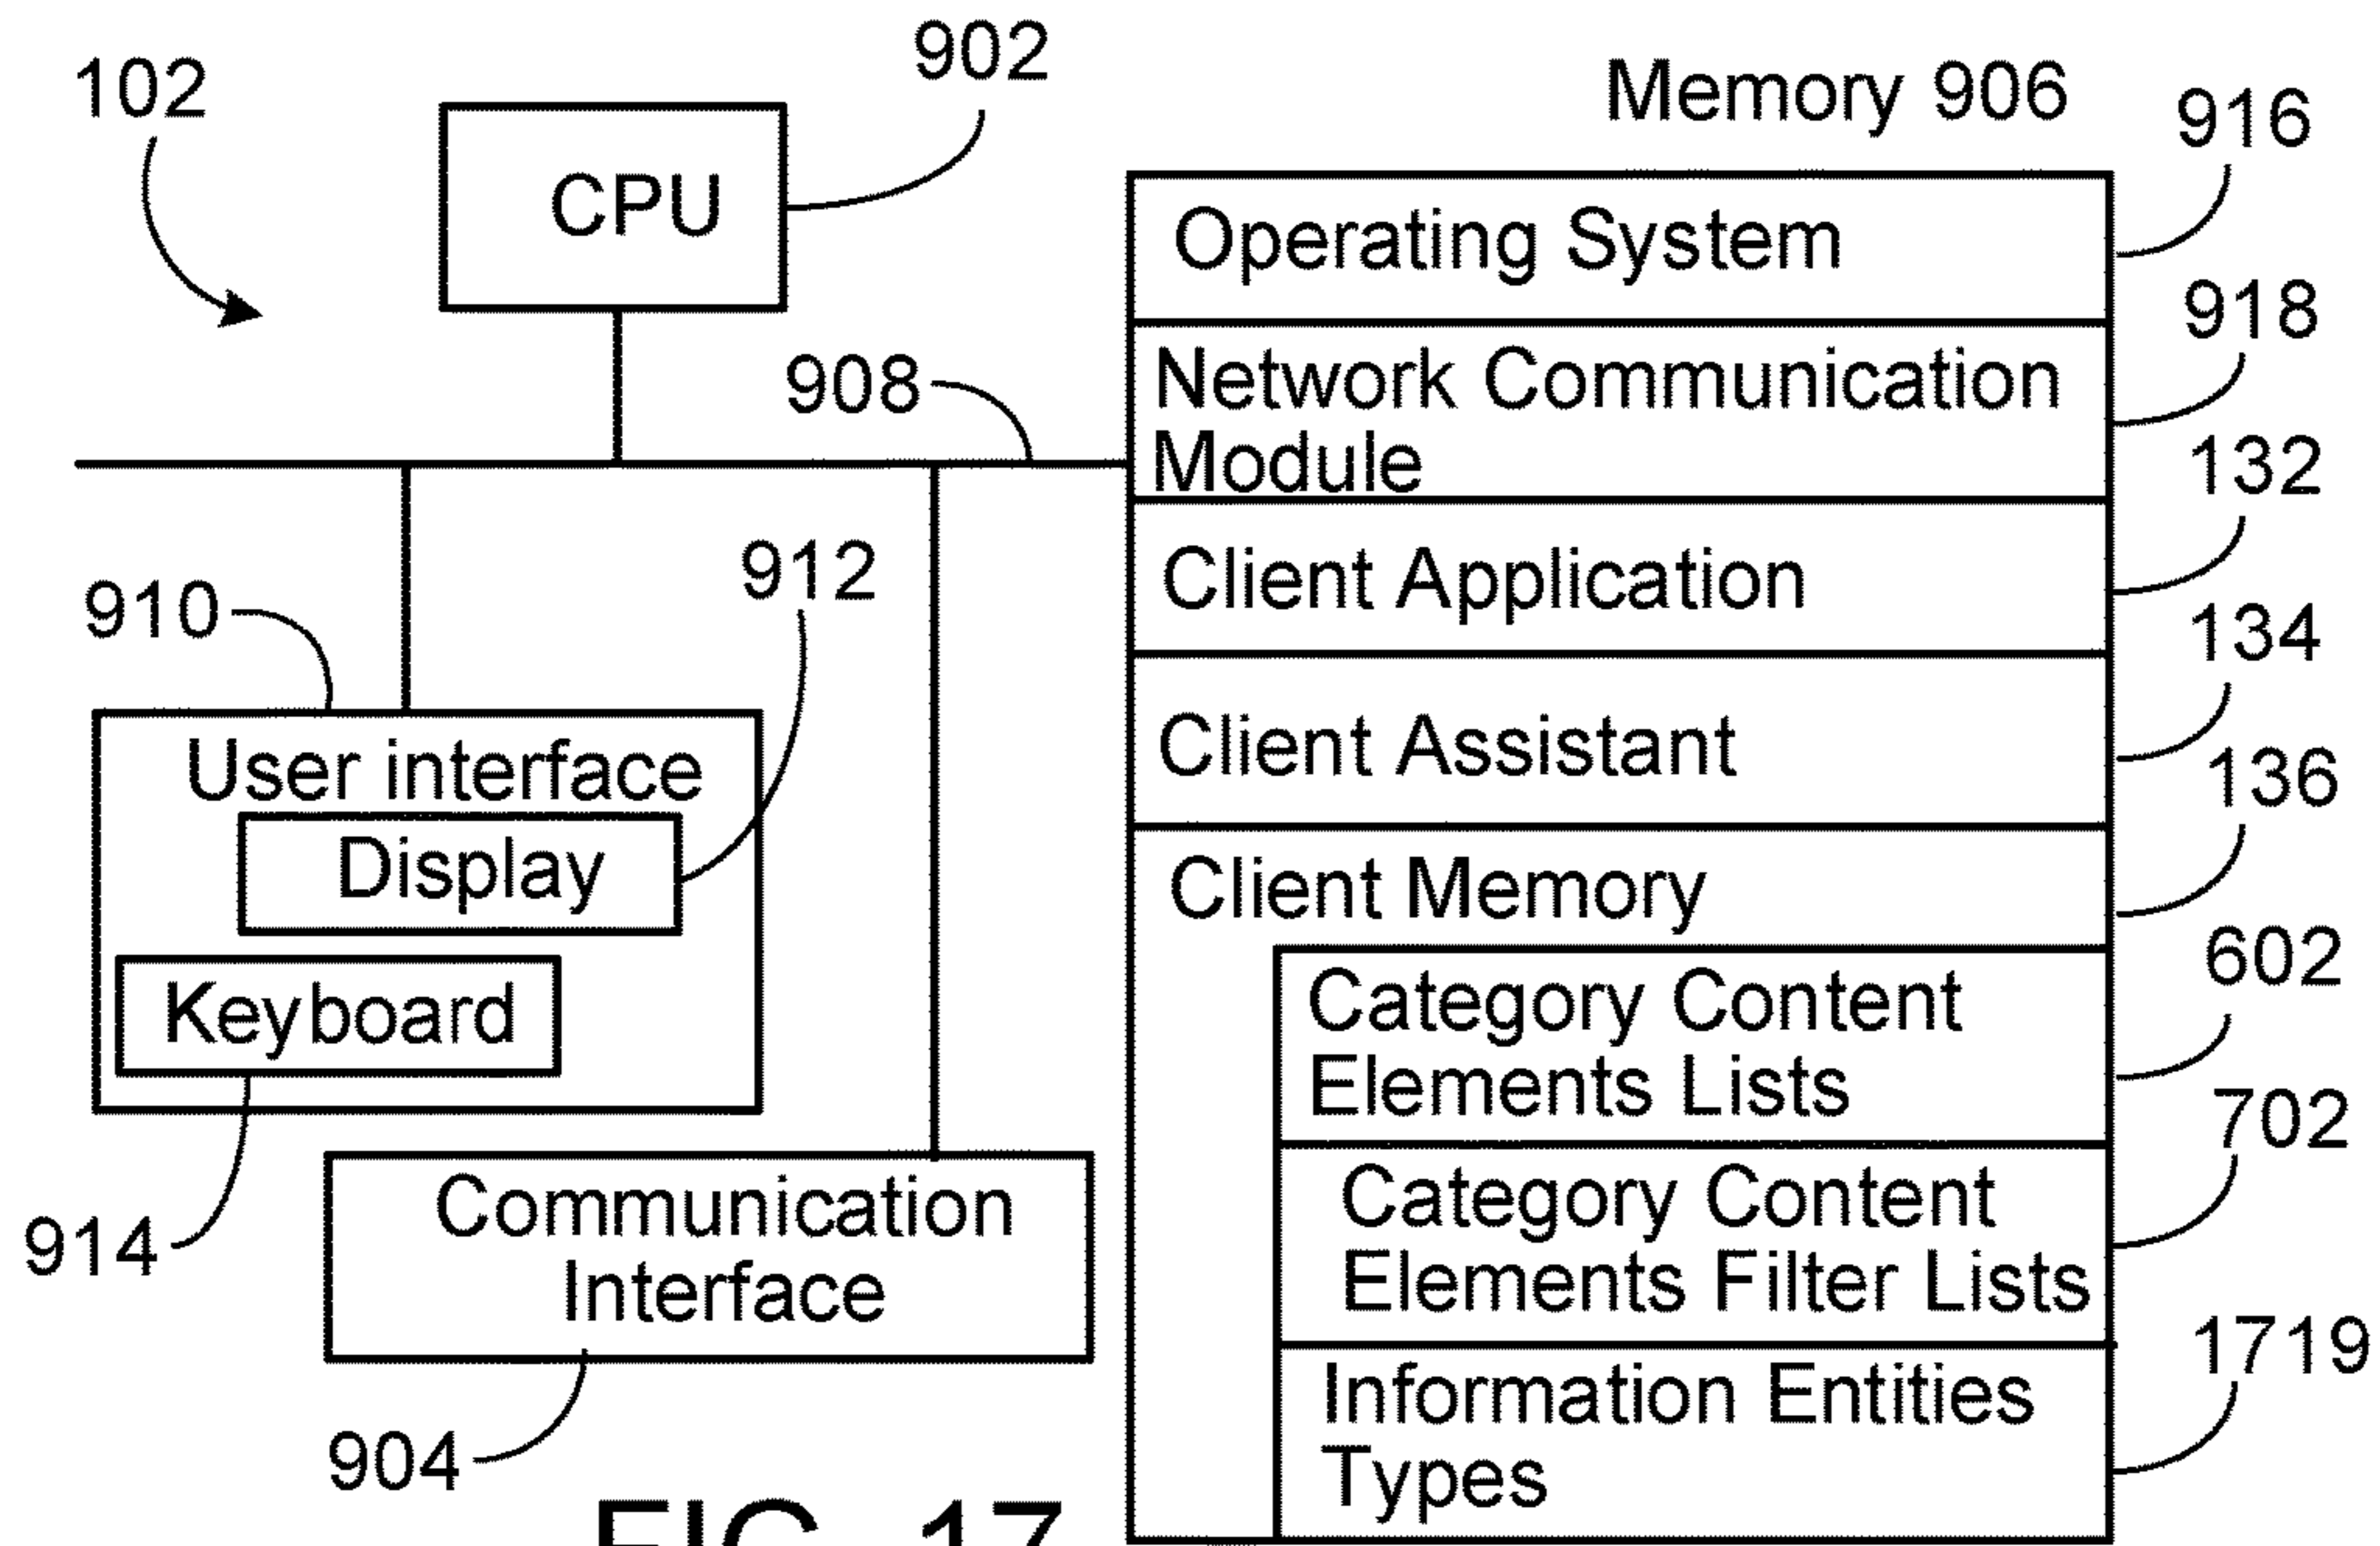 902
102
Memory 906
916
CPU
Operating System
918
908
Network Communication
Module
132
912
Client Application
910
134
User interface
Client Assistant
136
Display
Client Memory
602
Keyboard
Category Content
Elements Lists
702
914
Communication
Interface
Category Content
Elements Filter Lists
1719
904
Information Entities
Types
FIG. 17